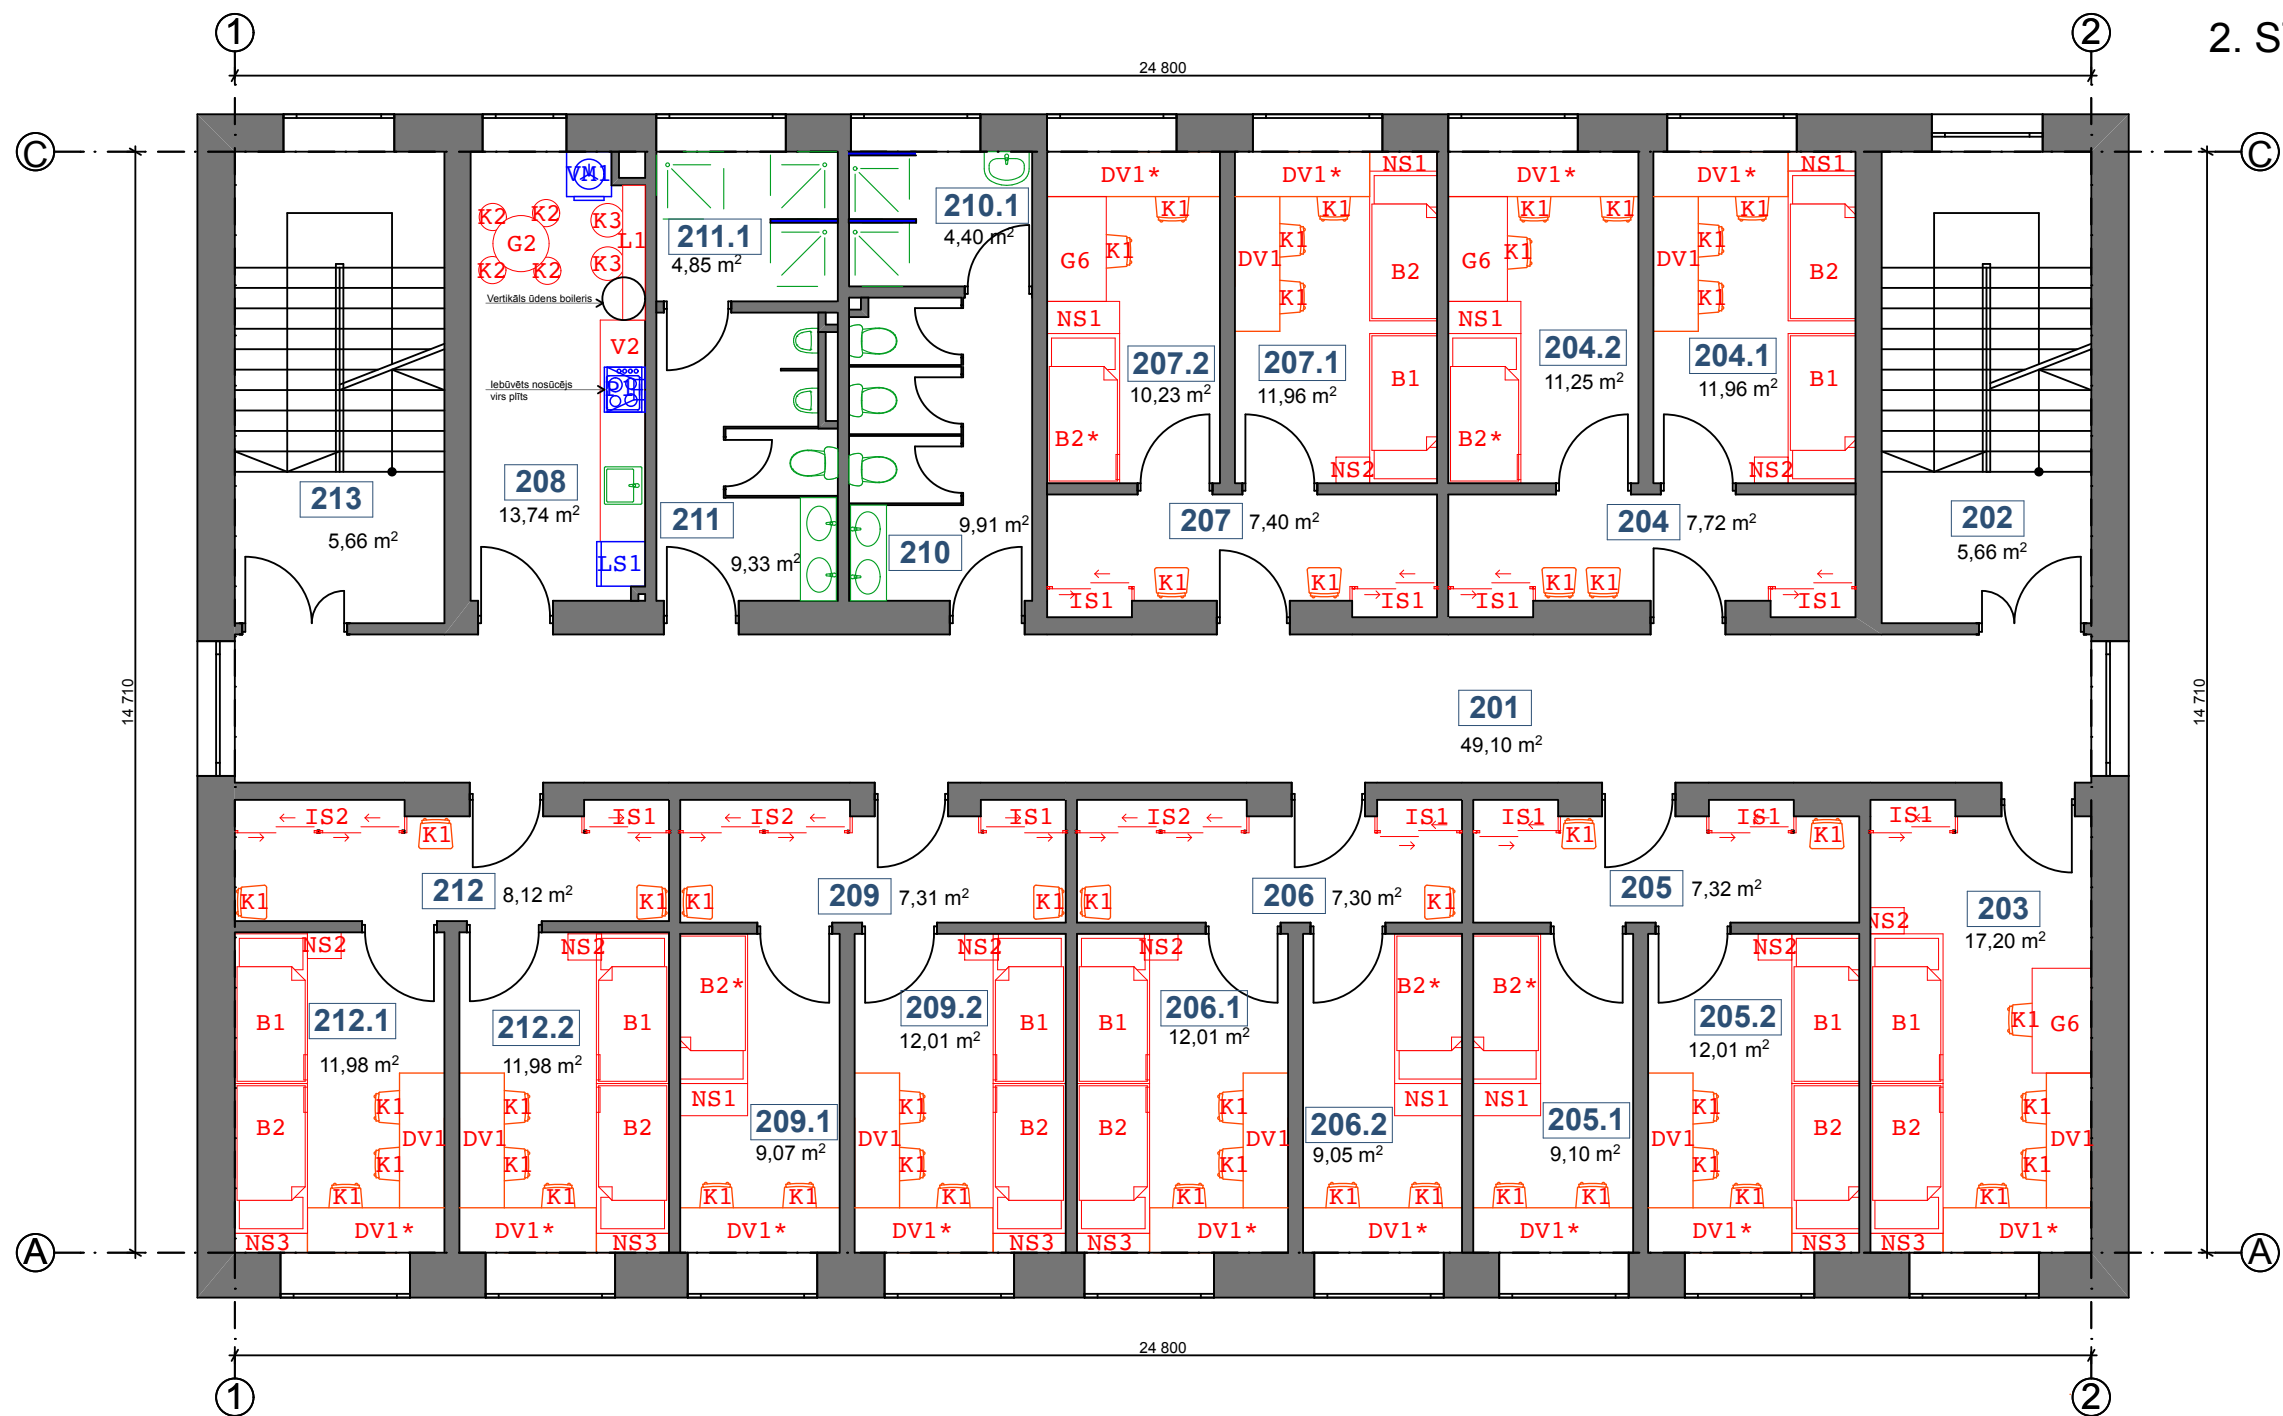 1
2
2. S
24 800
C
C
VM1
K2
K2
K3
L1
G2
K2
K2
K3
Vertikāls ūdens boileris
V2
Iebūvēts nosūcējs
virs plīts
208
13,74 m²
LS1
213
5,66 m²
211.1
4,85 m²
210.1
4,40 m²
211
9,33 m²
210
9,91 m²
DV1*
K1
K1
G6
NS1
207.2
10,23 m²
B2*
DV1*
NS1
K1
K1
DV1
K1
B2
207.1
11,96 m²
B1
NS2
207
7,40 m²
K1
K1
IS1
IS1
DV1*
K1
K1
K1
G6
NS1
204.2
11,25 m²
B2*
DV1*
NS1
K1
K1
DV1
K1
B2
204.1
11,96 m²
B1
NS2
204
7,72 m²
K1
K1
IS1
IS1
202
5,66 m²
14 710
14 710
201
49,10 m²
IS2
K1
IS1
K1
212
8,12 m²
K1
IS2
IS1
K1
209
7,31 m²
K1
IS2
IS1
K1
206
7,30 m²
K1
IS1
K1
IS1
K1
205
7,32 m²
IS1
203
17,20 m²
NS2
NS2
B1
212.1
11,98 m²
B2
K1
K1
DV1
K1
DV1*
NS3
NS2
212.2
11,98 m²
B1
K1
DV1
K1
B2
K1
DV1*
NS3
B2*
NS1
209.1
9,07 m²
K1
K1
DV1*
NS2
209.2
12,01 m²
B1
K1
DV1
K1
B2
K1
DV1*
NS3
NS2
B1
206.1
12,01 m²
B2
K1
DV1
K1
K1
DV1*
NS3
B2*
NS1
206.2
9,05 m²
K1
K1
DV1*
B2*
NS1
205.1
9,10 m²
K1
K1
DV1*
NS2
205.2
12,01 m²
B1
K1
DV1
K1
B2
K1
DV1*
NS3
B1
K1
G6
B2
K1
DV1
K1
K1
DV1*
NS3
A
A
24 800
1
2